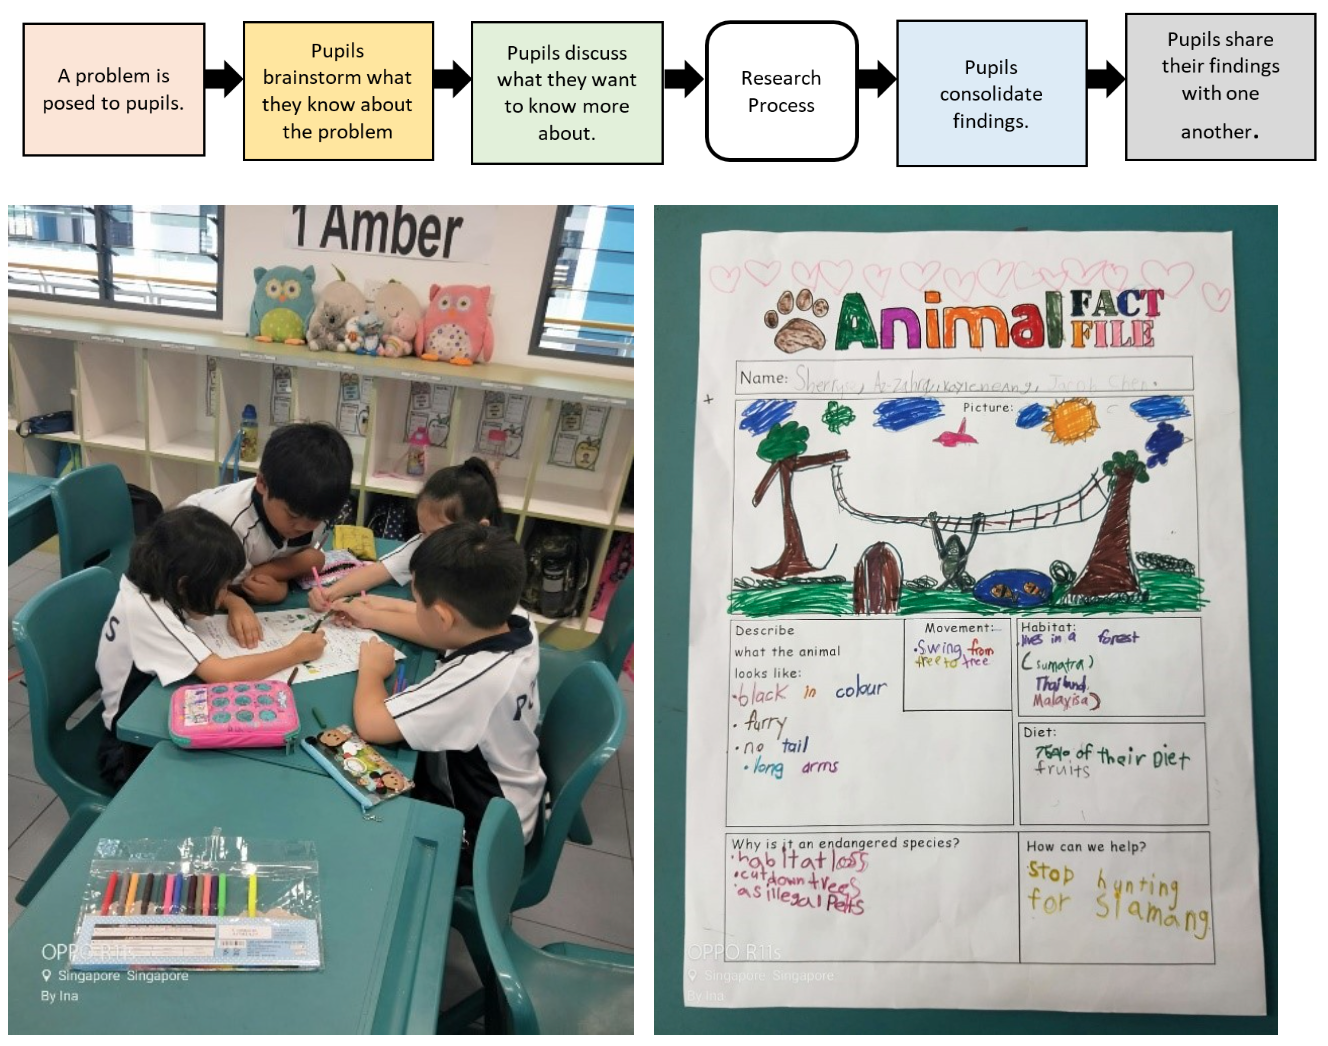 A problem is
posed to pupils.
Pupils
brainstorm what
they know about
the problem
Pupils discuss
what they want
to know more
about.
Research
Process
Pupils
consolidate
findings.
Pupils share
their findings
with one
another.
1 Amber
OPPO R11s
Singapore Singapore
By Ina
Animal FACT
FILE
Name: Az-Zahra, Jacob
Picture:
Describe
what the animal
looks like:
•black in colour
• furry
• no tail
• long arms
Movement:
•Swing from
tree to tree
Habitat:
•lives in a forest
(sumatra)
Thailand,
Malayisa)
Diet:
75% of their Diet
fruits
Why is it an endangered species?
•habitat loss
•cut down trees
•as illegal Pets
How can we help?
Stop hunting
for Siamang
OPPO R11s
Singapore Singapore
By Ina